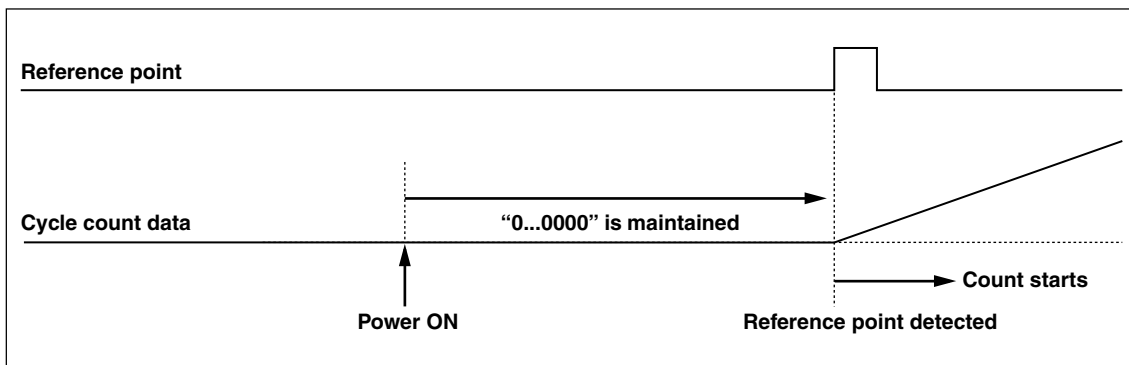 Reference point
Cycle count data
“0...0000” is maintained
Count starts
Power ON
Reference point detected